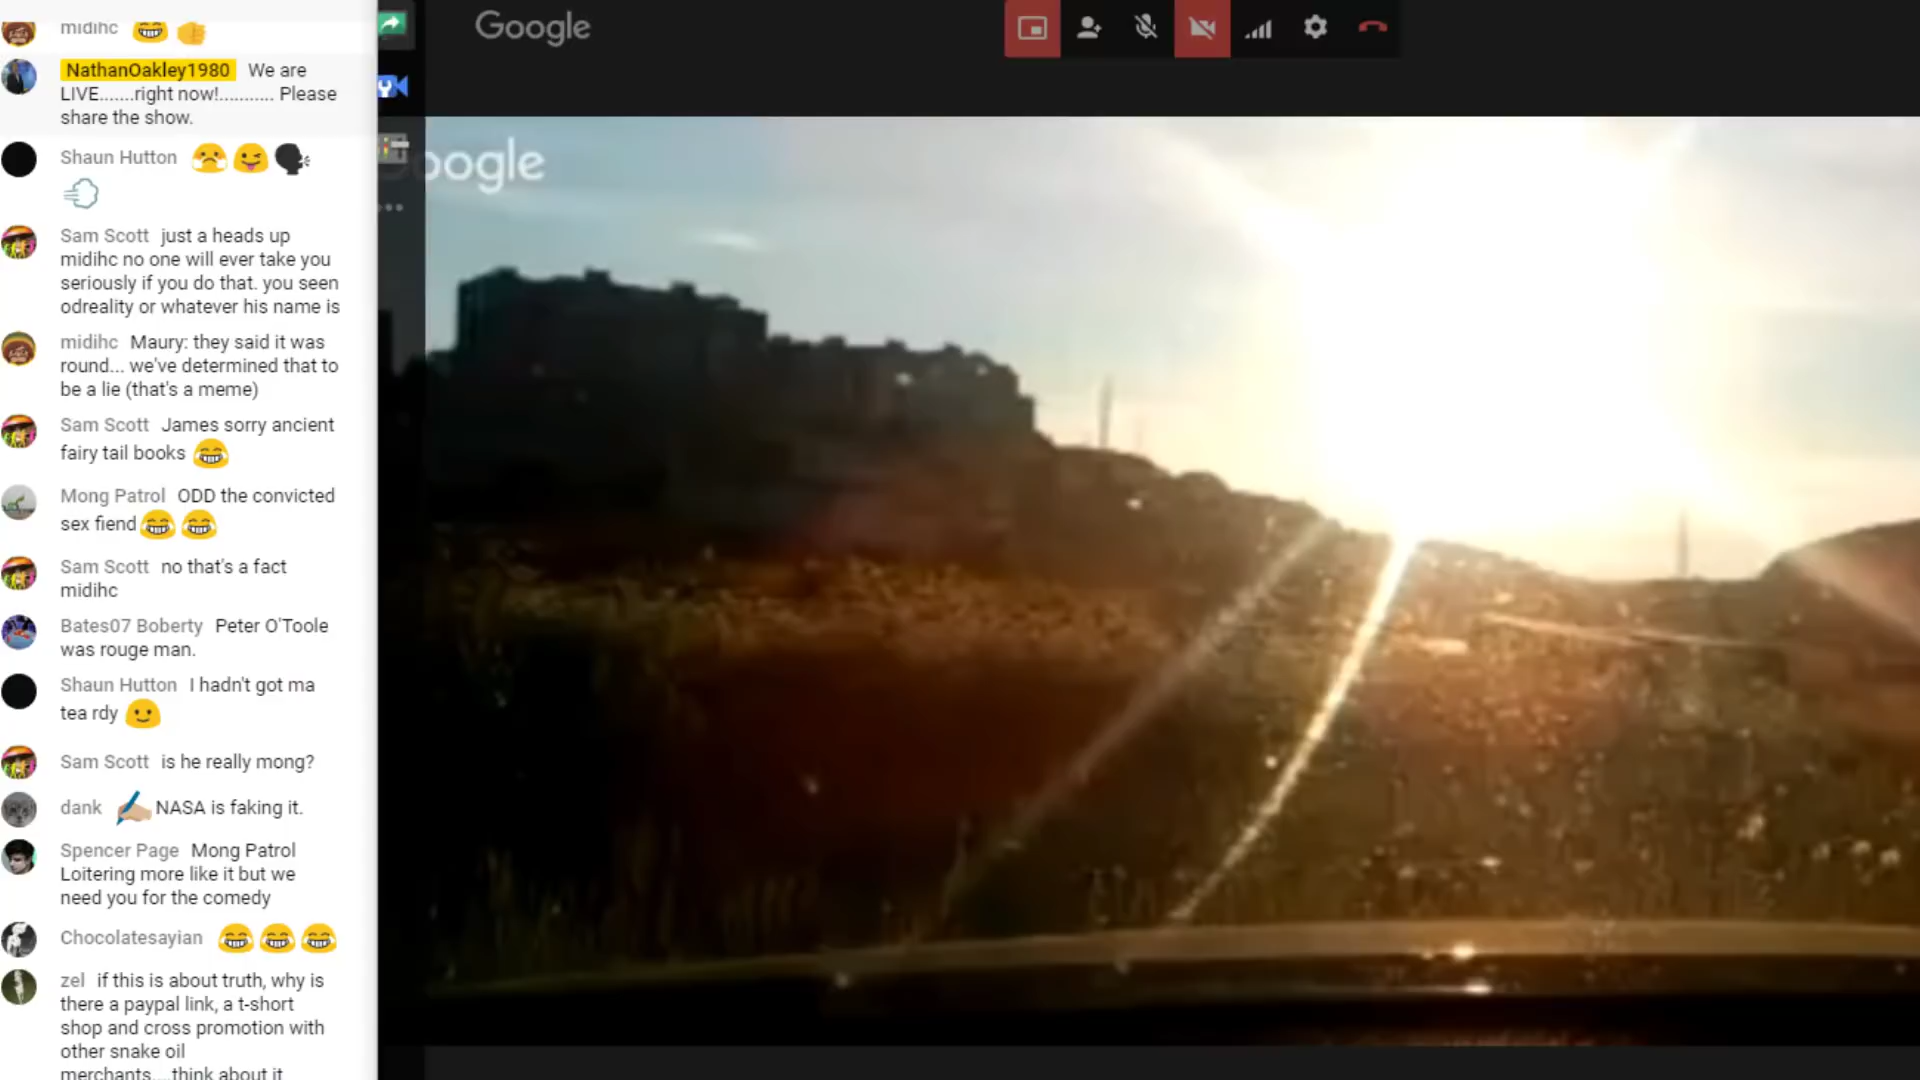 midihc
NathanOakley1980 We are
LIVE.......right now!........... Please
share the show.
Shaun Hutton
Sam Scott just a heads up
midihc no one will ever take you
seriously if you do that. you seen
odreality or whatever his name is
midihc Maury: they said it was
round... we've determined that to
be a lie (that's a meme)
Sam Scott James sorry ancient
fairy tail books
Mong Patrol ODD the convicted
sex fiend
Sam Scott no that's a fact
midihc
Bates07 Boberty Peter O'Toole
was rouge man.
Shaun Hutton I hadn't got ma
tea rdy
Sam Scott is he really mong?
dank NASA is faking it.
Spencer Page Mong Patrol
Loitering more like it but we
need you for the comedy
Chocolatesayian
zel if this is about truth, why is
there a paypal link, a t-short
shop and cross promotion with
other snake oil
merchants....think about it
Google
Google